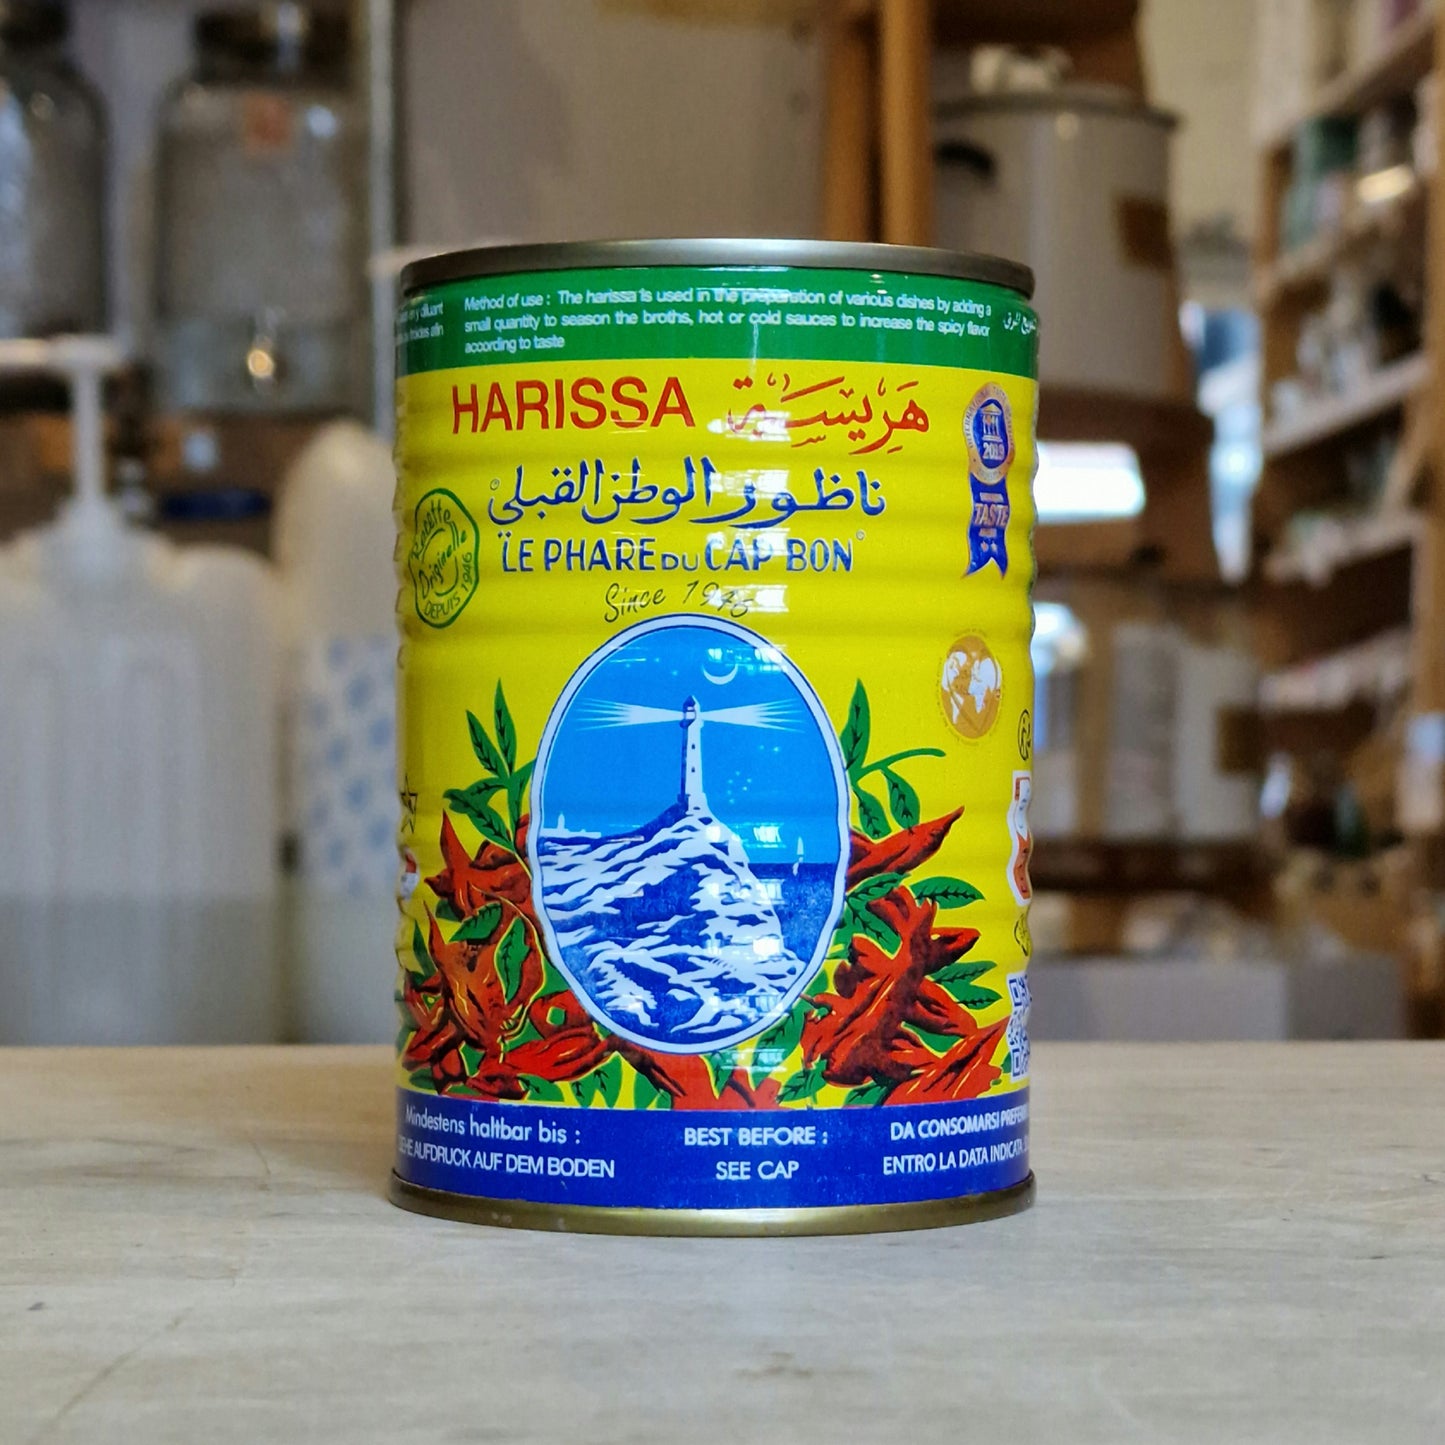 Method of use : The harissa is used in the preparation of various dishes by adding a
small quantity to season the broths, hot or cold sauces to increase the spicy flavor
according to taste
HARISSA هريسة
ناظور الوطن القبلي
"LE PHARE DU CAP BON"
Since 1946
Recette
Originelle
DEPUIS 1946
2019
TASTE
Mindestens haltbar bis :
AUFDRUCK AUF DEM BODEN
BEST BEFORE :
SEE CAP
DA CONSOMARSI
ENTRO LA DATA INDICATA